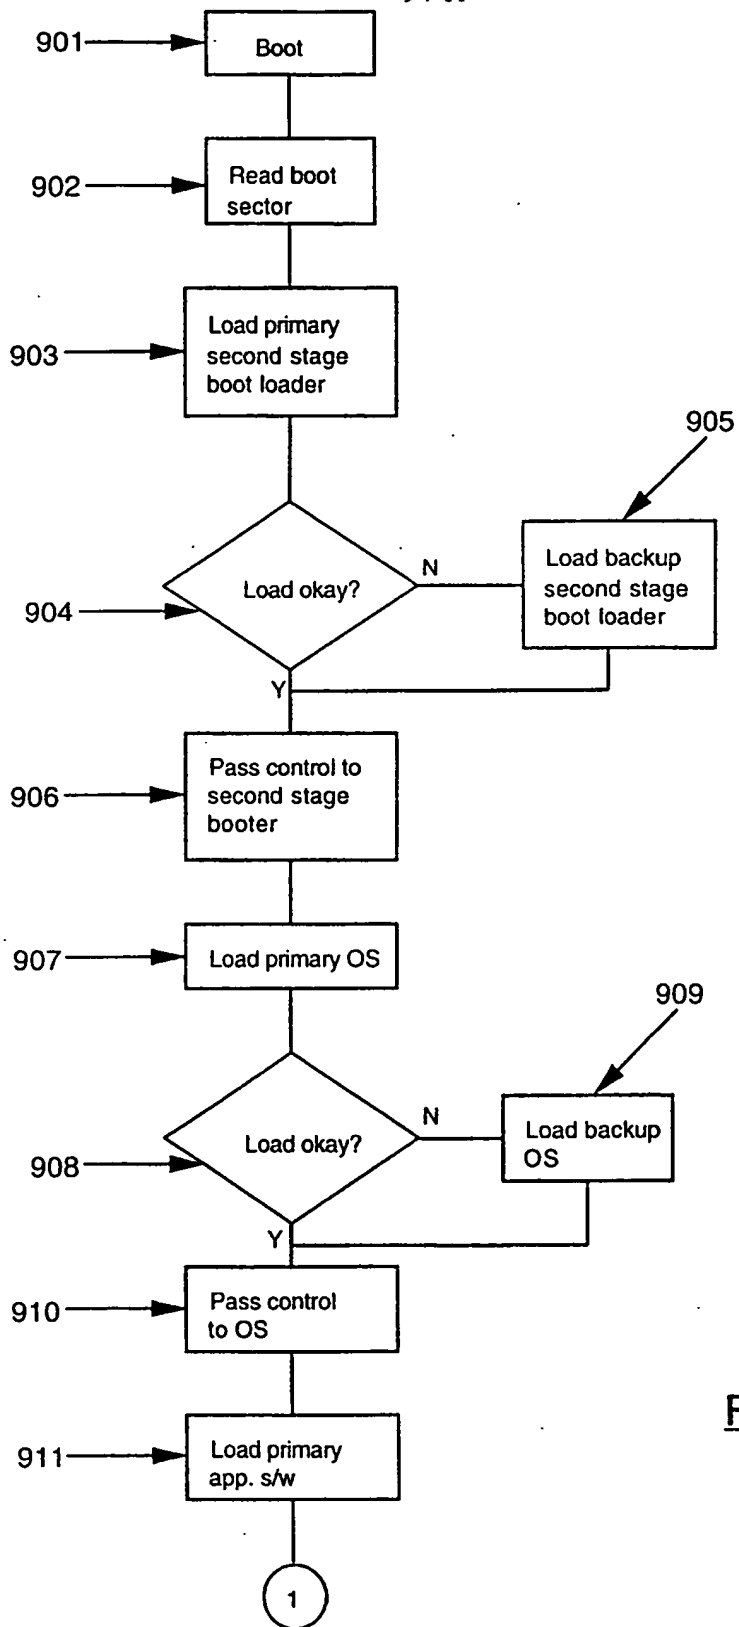 901
Boot
902
Read boot
sector
903
Load primary
second stage
boot loader
905
904
Load okay?
N
Load backup
second stage
boot loader
Y
906
Pass control to
second stage
booter
907
Load primary OS
909
908
Load okay?
N
Load backup
OS
Y
910
Pass control
to OS
911
Load primary
app. s/w
1